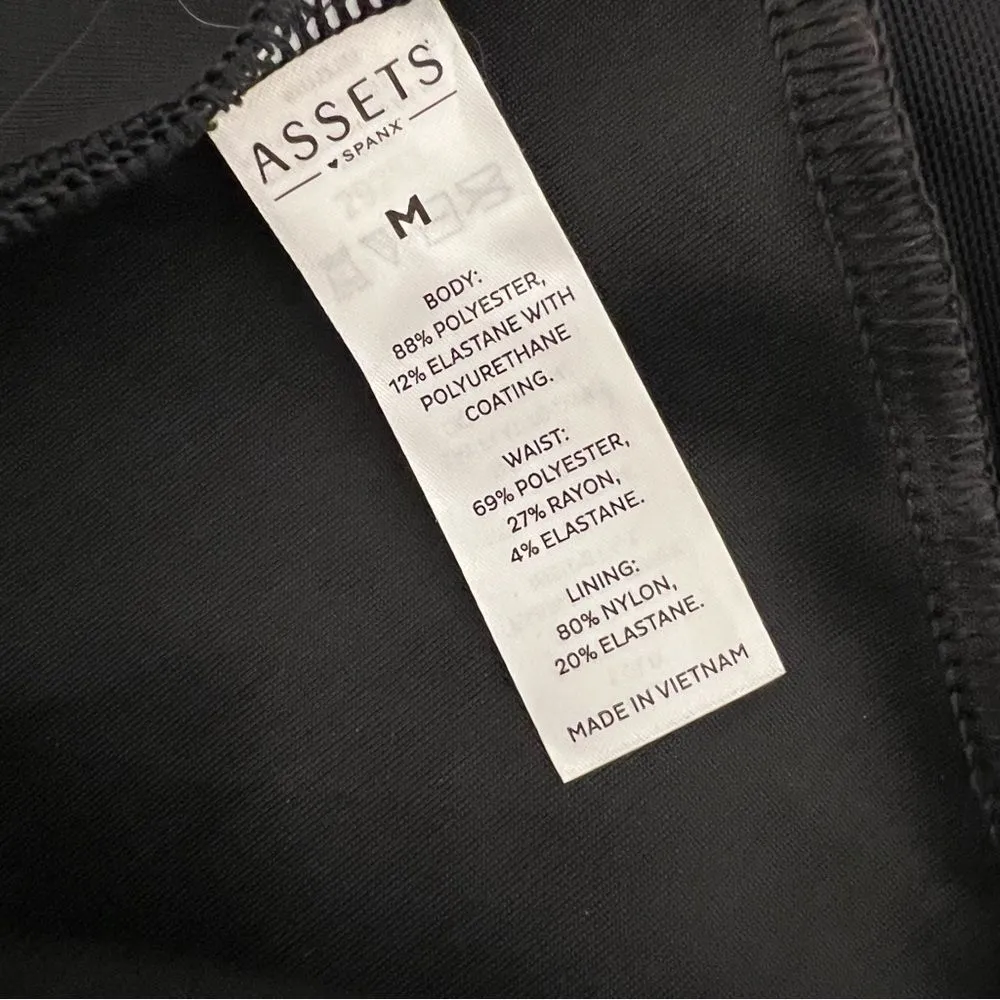 ASSETS
♥SPANX
M
BODY:
88% POLYESTER,
12% ELASTANE WITH
POLYURETHANE
COATING.
WAIST:
69% POLYESTER,
27% RAYON,
4% ELASTANE.
LINING:
80% NYLON,
20% ELASTANE.
MADE IN VIETNAM